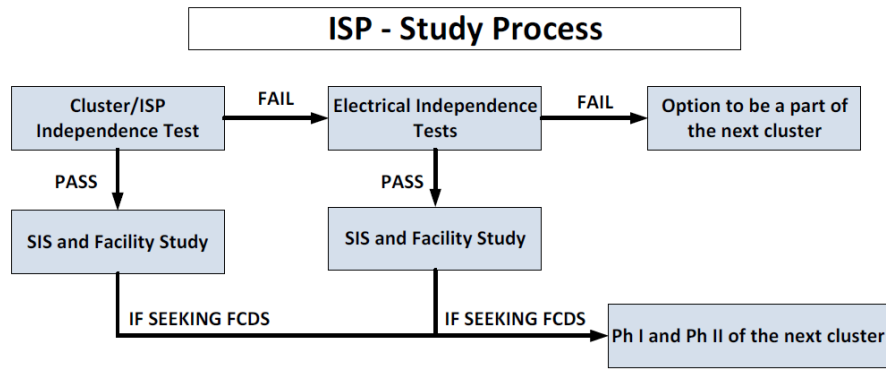 ISP - Study Process
Cluster/ISP
Independence Test
FAIL
Electrical Independence
Tests
FAIL
Option to be a part of
the next cluster
PASS
PASS
SIS and Facility Study
SIS and Facility Study
IF SEEKING FCDS
IF SEEKING FCDS
Ph I and Ph II of the next cluster